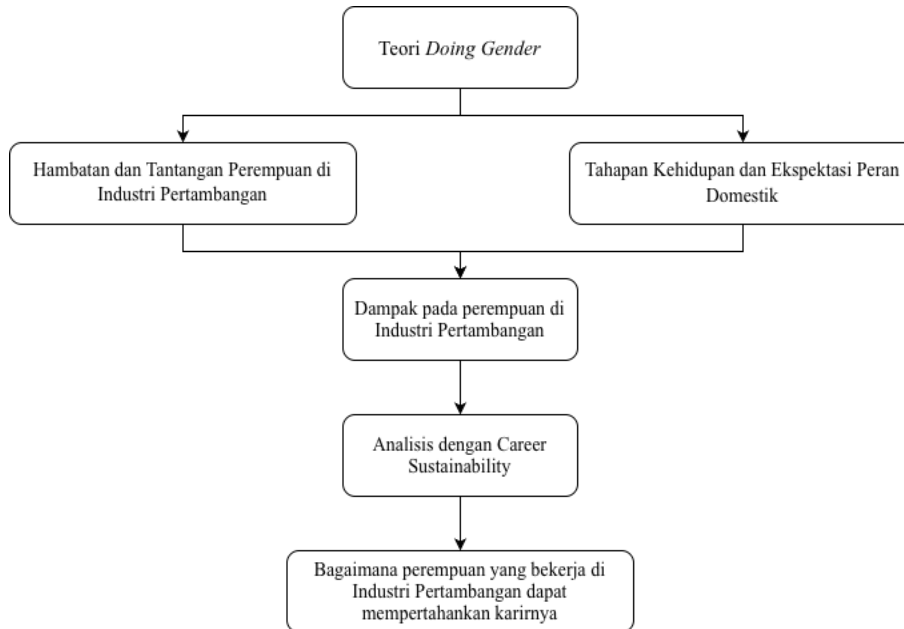 Teori Doing Gender
Hambatan dan Tantangan Perempuan di
Industri Pertambangan
Tahapan Kehidupan dan Ekspektasi Peran
Domestik
Dampak pada perempuan di
Industri Pertambangan
Analisis dengan Career
Sustainability
Bagaimana perempuan yang bekerja di
Industri Pertambangan dapat
mempertahankan karirnya